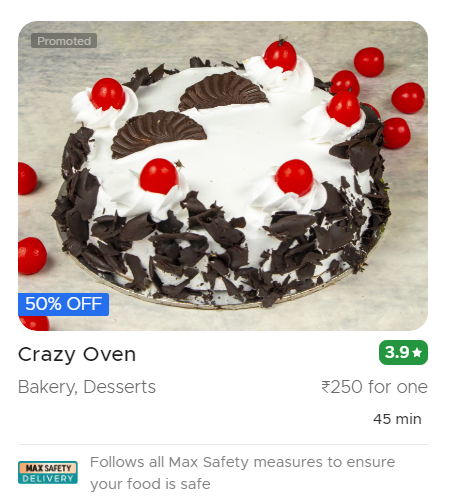 Promoted
50% OFF
Crazy Oven
3.9★
Bakery, Desserts
₹250 for one
45 min
MAX SAFETY
DELIVERY
Follows all Max Safety measures to ensure
your food is safe